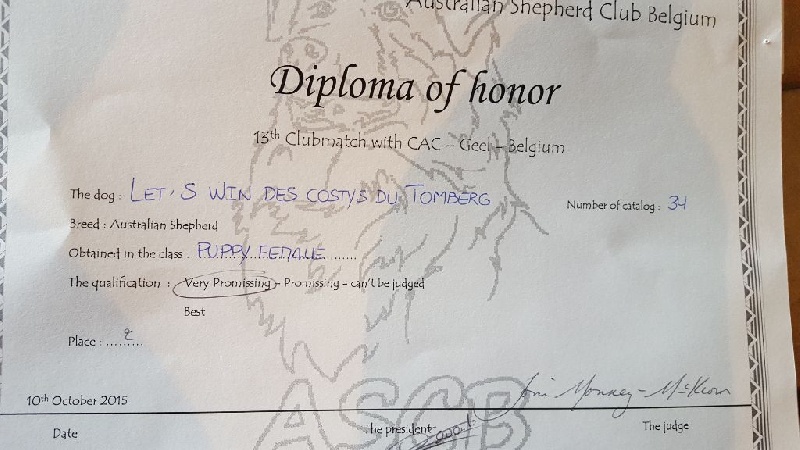 Australian Shepherd Club Belgium
Diploma of honor
13th Clubmatch with CAC - Geel - Belgium
The dog : LET'S WIN DES COSTYS DU TOMBERG
Number of catalog : 34
Breed : Australian Shepherd
Obtained in the class : PUPPY FEMALE ......
The qualification : Very Promissing - Promissing - can't be judged
Best
Place : 2
ASCB
10th October 2015
Date
The president
The judge